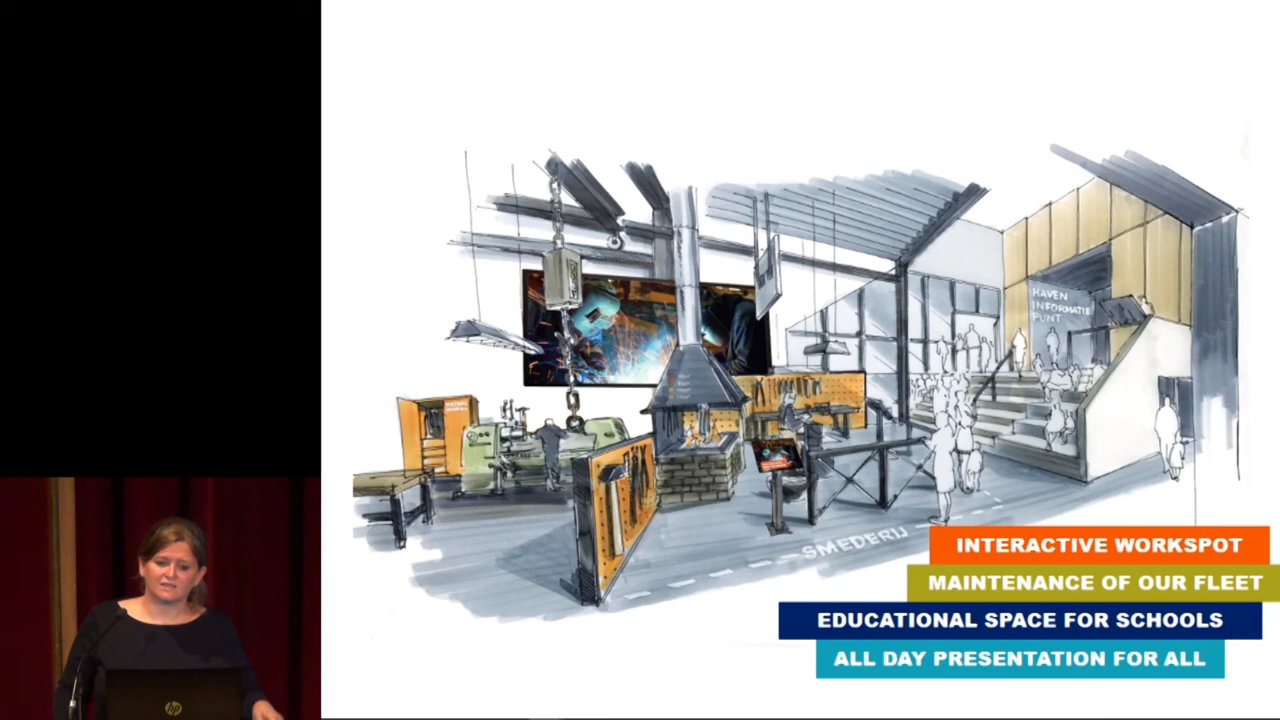 HAVEN
INFORMATIE
PUNT
SMEDERIJ
INTERACTIVE WORKSPOT
MAINTENANCE OF OUR FLEET
EDUCATIONAL SPACE FOR SCHOOLS
ALL DAY PRESENTATION FOR ALL
hp